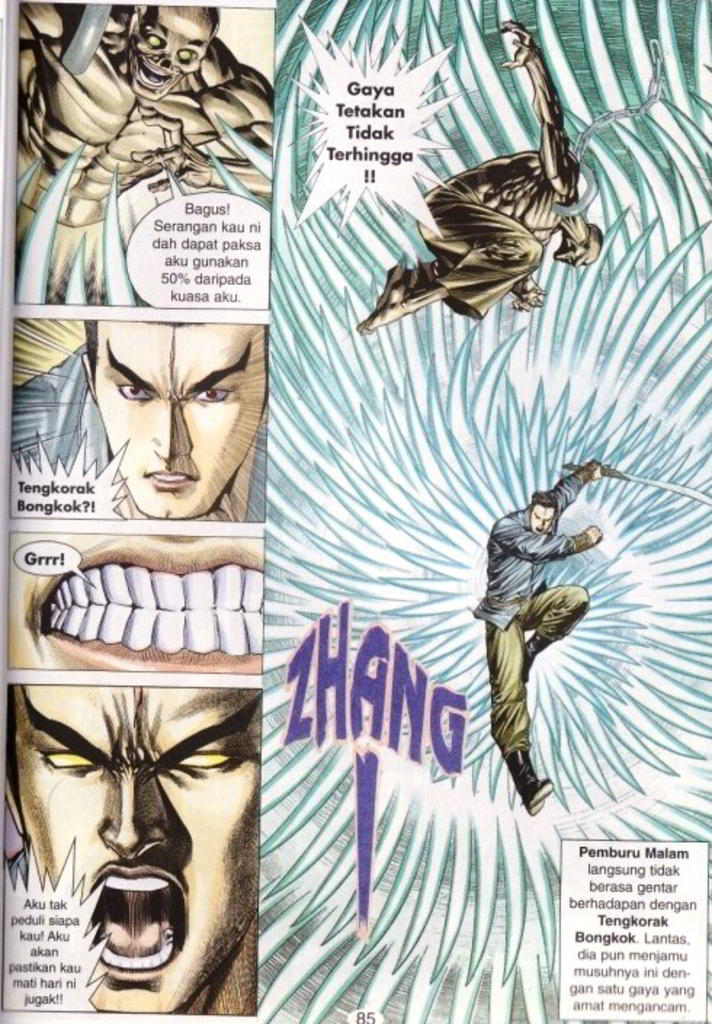 Bagus!
Serangan kau ni
dah dapat paksa
aku gunakan
50% daripada
kuasa aku.
Tengkorak
Bongkok?!
Grrr!
Aku tak
peduli siapa
kau! Aku
akan
pastikan kau
mati hari ni
jugak!!
Gaya
Tetakan
Tidak
Terhingga
!!
ZHANG
Pemburu Malam
langsung tidak
berasa gentar
berhadapan dengan
Tengkorak
Bongkok. Lantas,
dia pun menjamu
musuhnya ini den-
gan satu gaya yang
amat mengancam.
85